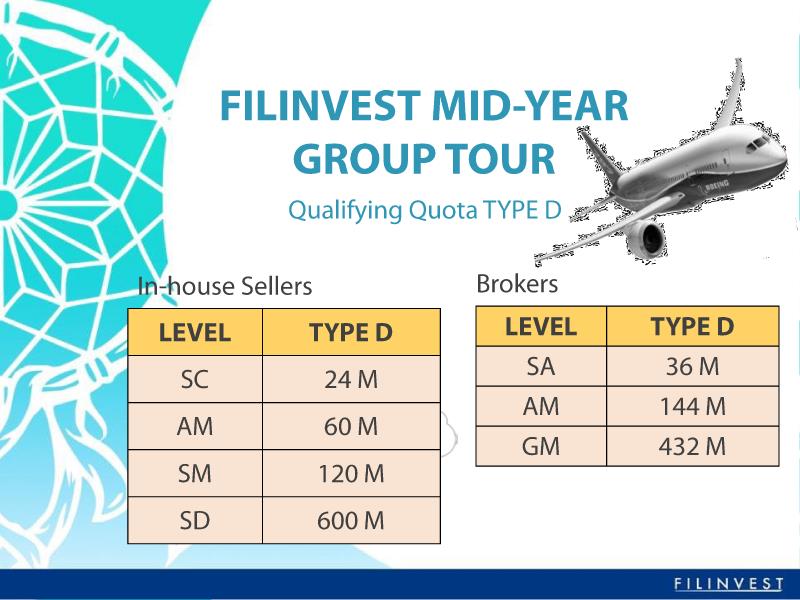 FILINVEST MID-YEAR
GROUP TOUR
Qualifying Quota TYPE D
In-house Sellers
LEVEL TYPE D
SC 24 M
AM 60 M
SM 120 M
SD 600 M
Brokers
LEVEL TYPE D
SA 36 M
AM 144 M
GM 432 M
BOEING
FILINVEST